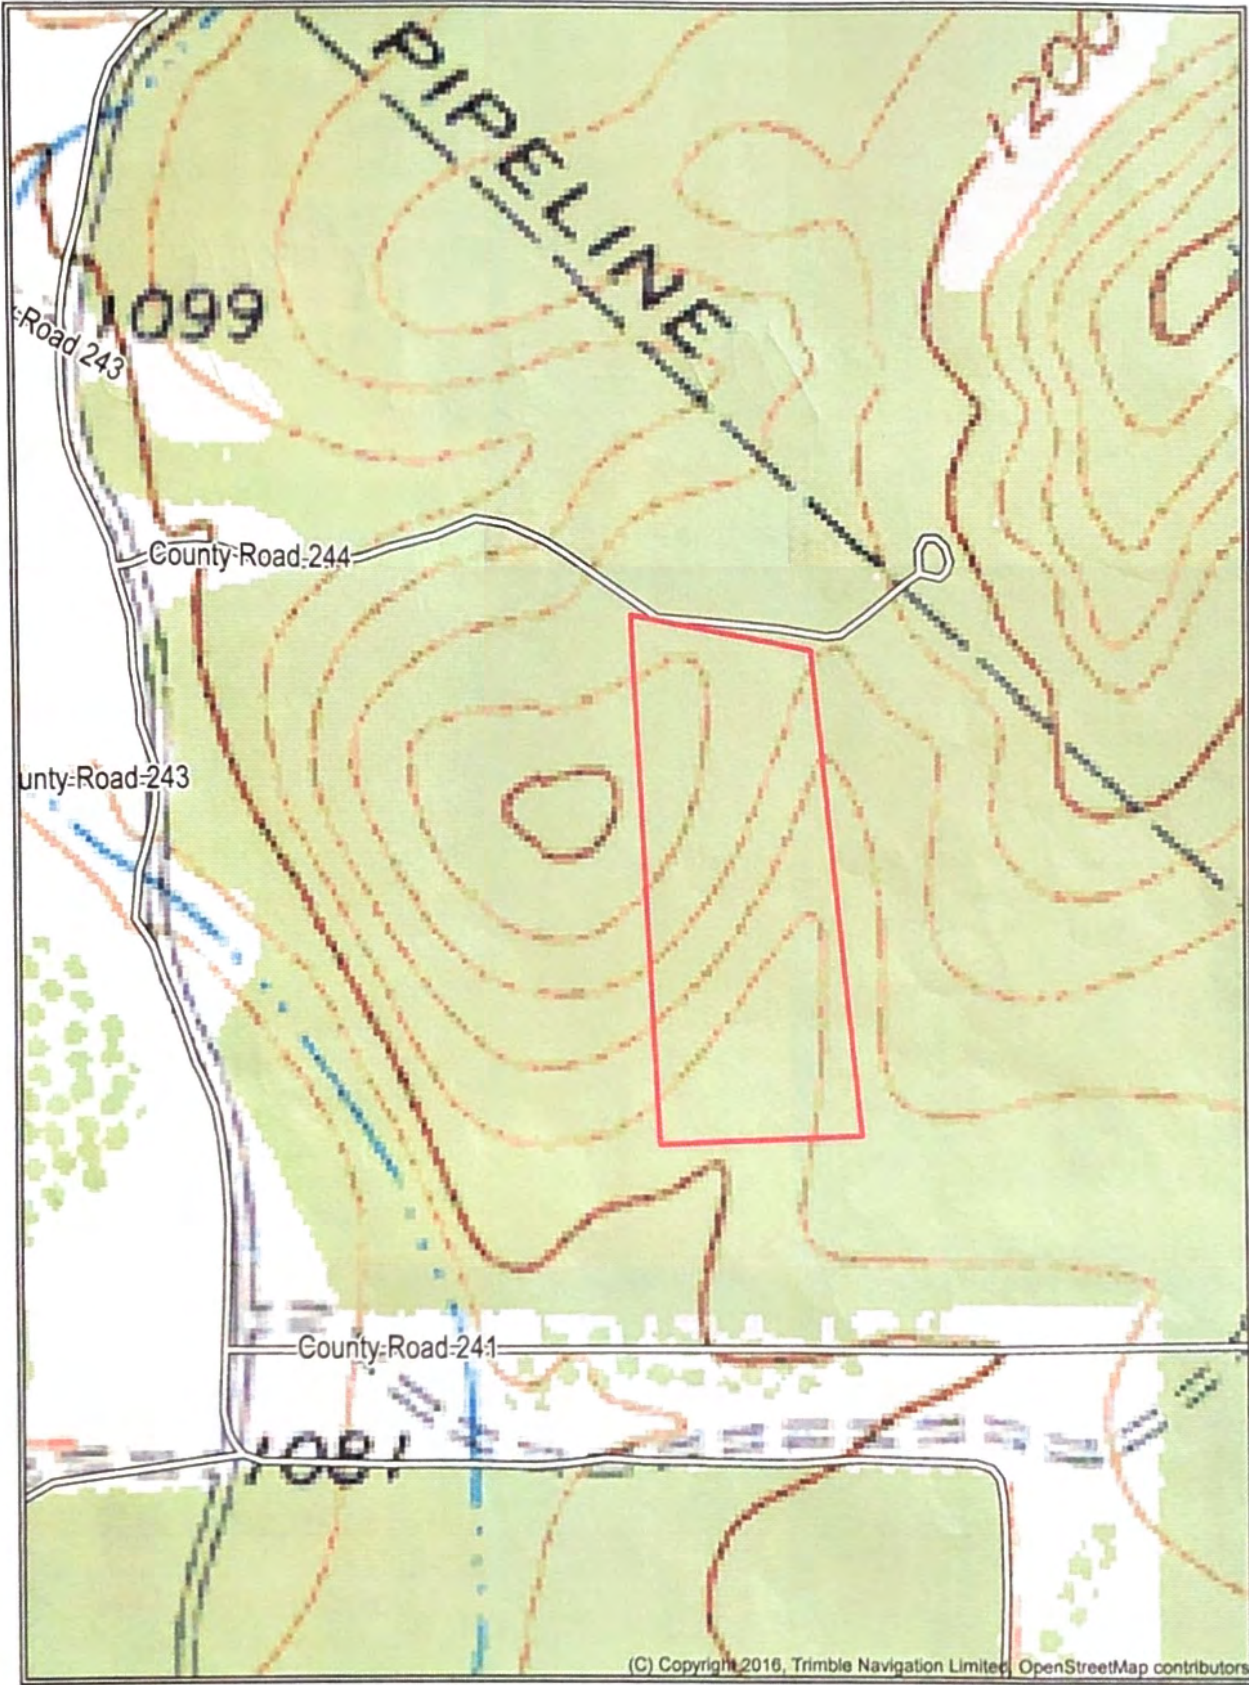 PIPELINE
1200
1099
-Road 243
County-Road-244
unty-Road-243
County-Road-241
1081
(C) Copyright 2016, Trimble Navigation Limited, OpenStreetMap contributors